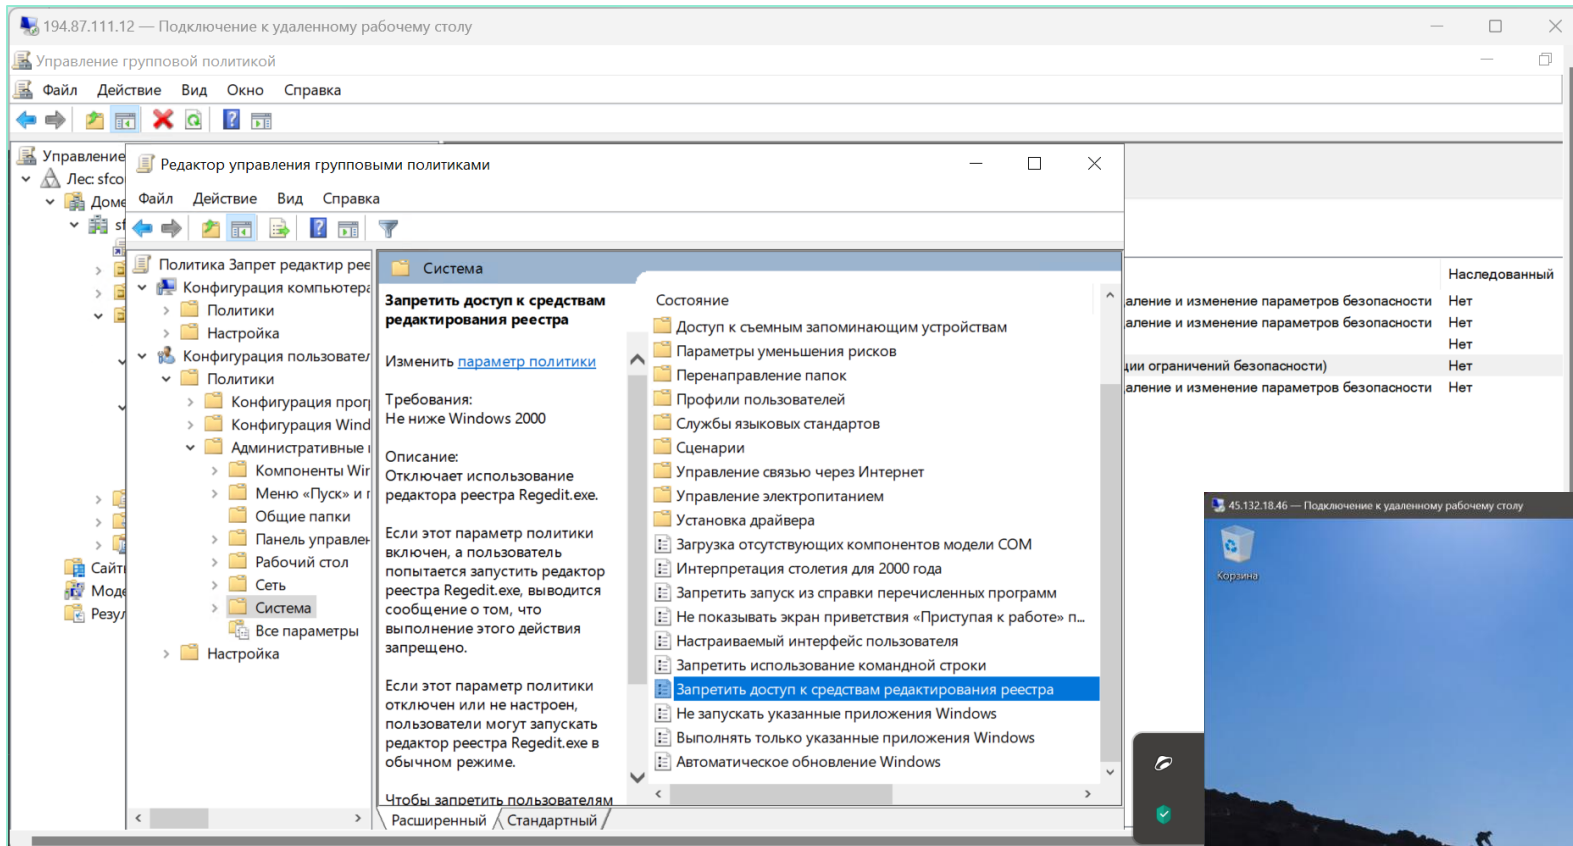 194.87.111.12 — Подключение к удаленному рабочему столу
Управление групповой политикой
Файл Действие Вид Окно Справка
Управление
Лес: sfco
Доме
sf
Редактор управления групповыми политиками
Файл Действие Вид Справка
Политика Запрет редактир рее
Конфигурация компьютера
Политики
Настройка
Конфигурация пользовател
Политики
Конфигурация прог
Конфигурация Wind
Административные
Компоненты Wir
Меню «Пуск» и г
Общие папки
Панель управлен
Рабочий стол
Сеть
Система
Все параметры
Настройка
Сайт
Моде
Резул
Система
Запретить доступ к средствам
редактирования реестра
Изменить параметр политики
Требования:
Не ниже Windows 2000
Описание:
Отключает использование
редактора реестра Regedit.exe.
Если этот параметр политики
включен, а пользователь
попытается запустить редактор
реестра Regedit.exe, выводится
сообщение о том, что
выполнение этого действия
запрещено.
Если этот параметр политики
отключен или не настроен,
пользователи могут запускать
редактор реестра Regedit.exe в
обычном режиме.
Чтобы запретить пользователям
Состояние
Доступ к съемным запоминающим устройствам
Параметры уменьшения рисков
Перенаправление папок
Профили пользователей
Службы языковых стандартов
Сценарии
Управление связью через Интернет
Управление электропитанием
Установка драйвера
Загрузка отсутствующих компонентов модели COM
Интерпретация столетия для 2000 года
Запретить запуск из справки перечисленных программ
Не показывать экран приветствия «Приступая к работе» п...
Настраиваемый интерфейс пользователя
Запретить использование командной строки
Запретить доступ к средствам редактирования реестра
Не запускать указанные приложения Windows
Выполнять только указанные приложения Windows
Автоматическое обновление Windows
Расширенный Стандартный
Наследованный
аление и изменение параметров безопасности Нет
аление и изменение параметров безопасности Нет
Нет
ции ограничений безопасности) Нет
аление и изменение параметров безопасности Нет
45.132.18.46 — Подключение к удаленному рабочему столу
Корзина